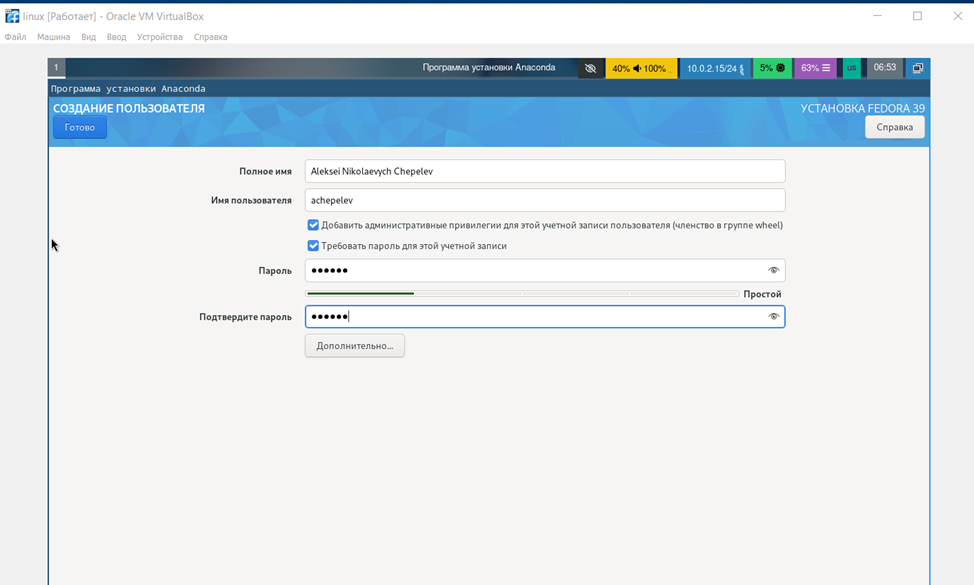 linux [Работает] - Oracle VM VirtualBox
Файл Машина Вид Ввод Устройства Справка
1 Программа установки Anaconda 40% 100% 10.0.2.15/24 5% 63% us 06:53
Программа установки Anaconda
СОЗДАНИЕ ПОЛЬЗОВАТЕЛЯ УСТАНОВКА FEDORA 39
Готово Справка
Полное имя Aleksei Nikolaevych Chepelev
Имя пользователя achepelev
Добавить административные привилегии для этой учетной записи пользователя (членство в группе wheel)
Требовать пароль для этой учетной записи
Пароль ●●●●●●
Простой
Подтвердите пароль ●●●●●●
Дополнительно...